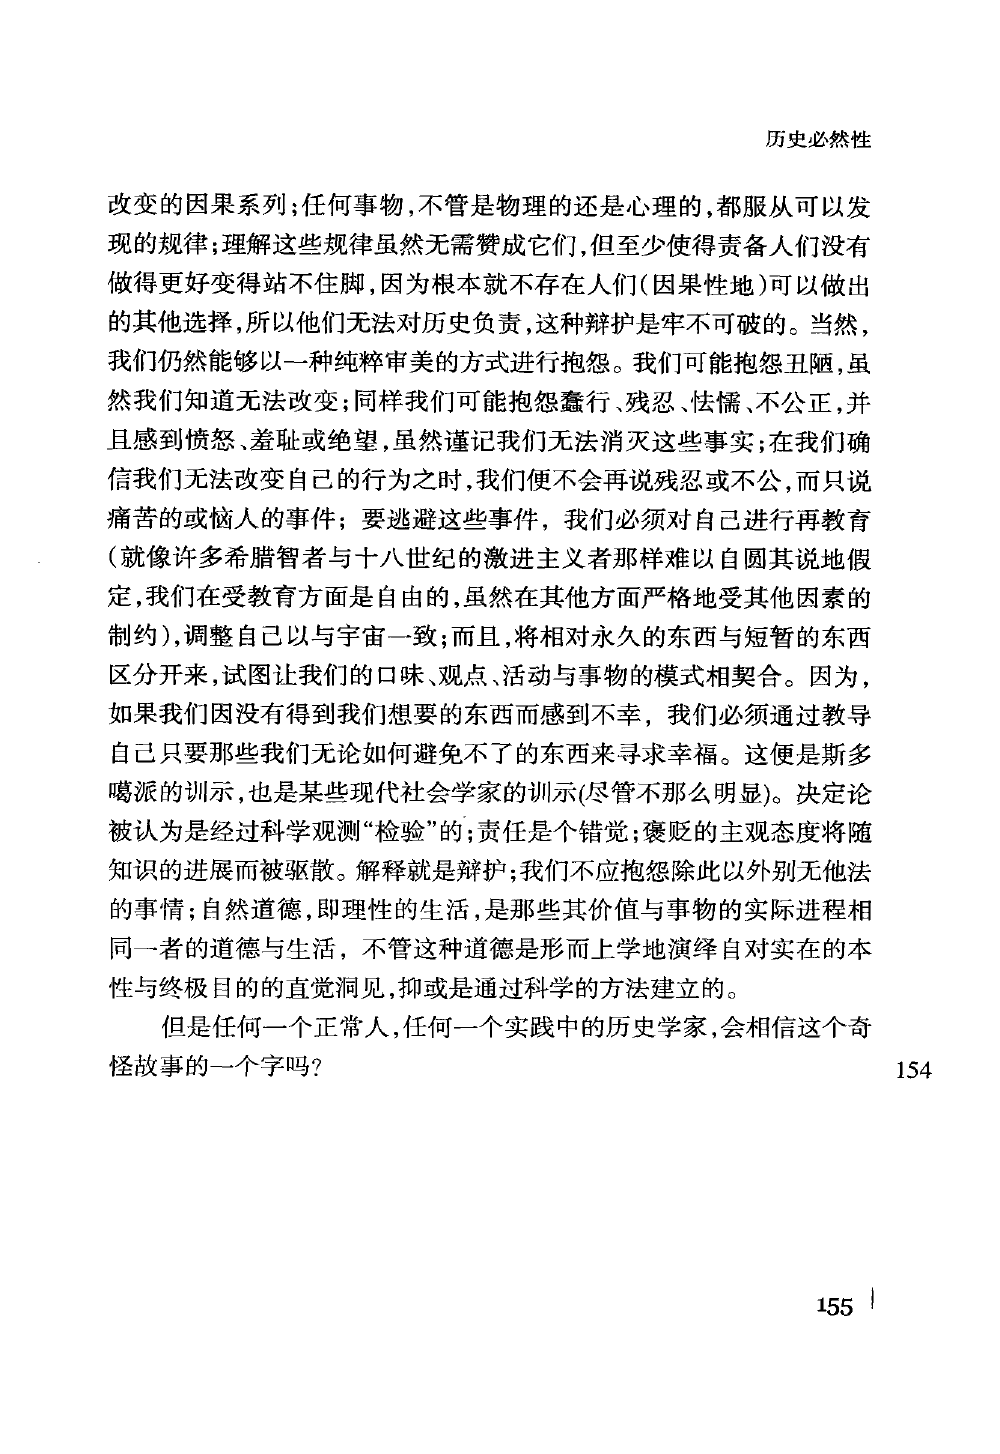 历史必然性
改变的因果系列;任何事物,不管是物理的还是心理的,都服从可以发
现的规律;理解这些规律虽然无需赞成它们,但至少使得责备人们没有
做得更好变得站不住脚,因为根本就不存在人们(因果性地)可以做出
的其他选择,所以他们无法对历史负责,这种辩护是牢不可破的。当然,
我们仍然能够以一种纯粹审美的方式进行抱怨。我们可能抱怨丑陋,虽
然我们知道无法改变;同样我们可能抱怨蠢行、残忍、怯懦、不公正,并
且感到愤怒、羞耻或绝望,虽然谨记我们无法消灭这些事实;在我们确
信我们无法改变自己的行为之时,我们便不会再说残忍或不公,而只说
痛苦的或恼人的事件；要逃避这些事件，我们必须对自己进行再教育
(就像许多希腊智者与十八世纪的激进主义者那样难以自圆其说地假
定,我们在受教育方面是自由的,虽然在其他方面严格地受其他因素的
制约),调整自己以与宇宙一致;而且,将相对永久的东西与短暂的东西
区分开来,试图让我们的口味、观点、活动与事物的模式相契合。因为,
如果我们因没有得到我们想要的东西而感到不幸，我们必须通过教导
自己只要那些我们无论如何避免不了的东西来寻求幸福。这便是斯多
噶派的训示,也是某些现代社会学家的训示(尽管不那么明显)。决定论
被认为是经过科学观测“检验”的;责任是个错觉;褒贬的主观态度将随
知识的进展而被驱散。解释就是辩护;我们不应抱怨除此以外别无他法
的事情;自然道德,即理性的生活,是那些其价值与事物的实际进程相
同一者的道德与生活，不管这种道德是形而上学地演绎自对实在的本
性与终极目的的直觉洞见,抑或是通过科学的方法建立的。
但是任何一个正常人,任何一个实践中的历史学家,会相信这个奇
怪故事的一个字吗?
154
155